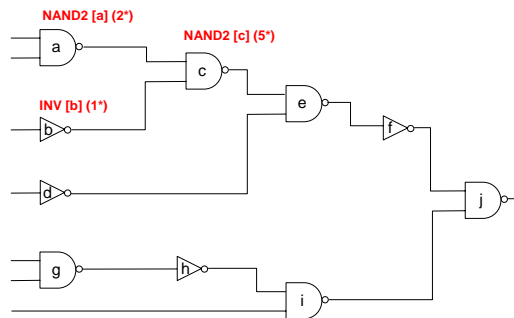 NAND2 [a] (2*)
NAND2 [c] (5*)
a
c
INV [b] (1*)
e
b
f
d
j
g
h
i